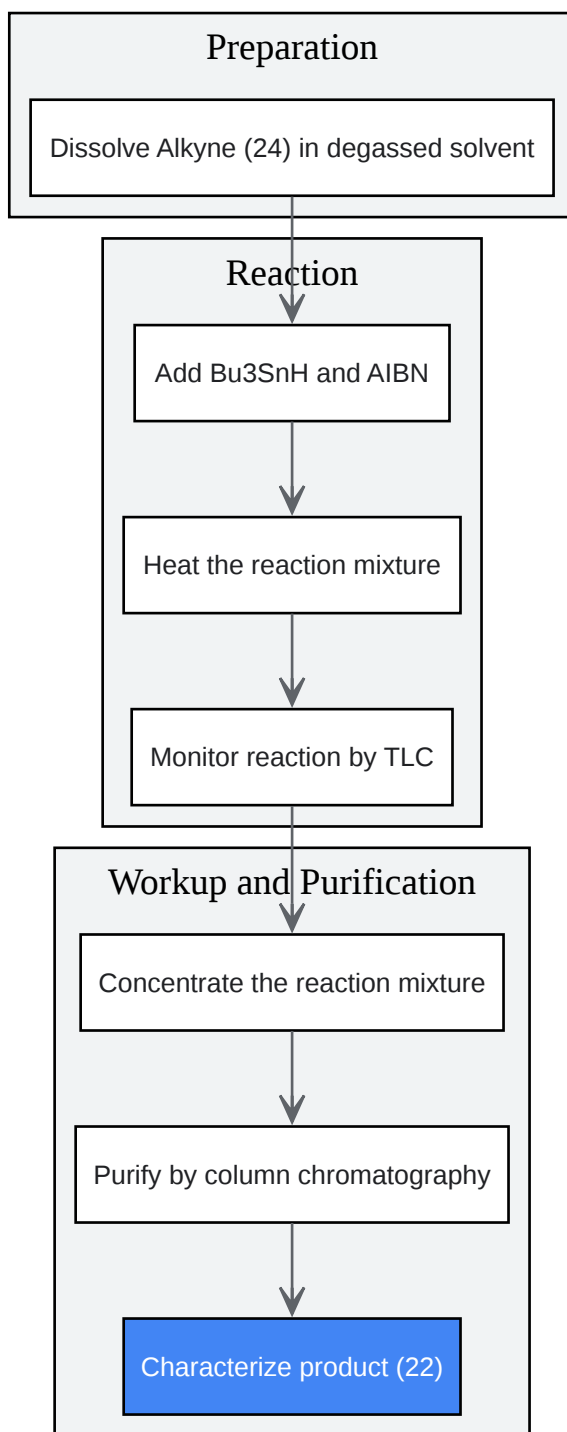 Preparation
Dissolve Alkyne (24) in degassed solvent
Reaction
Add Bu3SnH and AIBN
Heat the reaction mixture
Monitor reaction by TLC
Workup and Purification
Concentrate the reaction mixture
Purify by column chromatography
Characterize product (22)